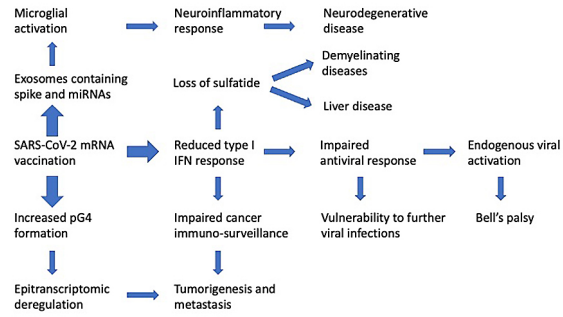 Microglial
activation
Neuroinflammatory
response
Neurodegenerative
disease
Exosomes containing
spike and miRNAs
Loss of sulfatide
Demyelinating
diseases
Liver disease
SARS-CoV-2 mRNA
vaccination
Reduced type I
IFN response
Impaired
antiviral response
Endogenous viral
activation
Increased pG4
formation
Impaired cancer
immuno-surveillance
Vulnerability to further
viral infections
Bell's palsy
Epitranscriptomic
deregulation
Tumorigenesis and
metastasis